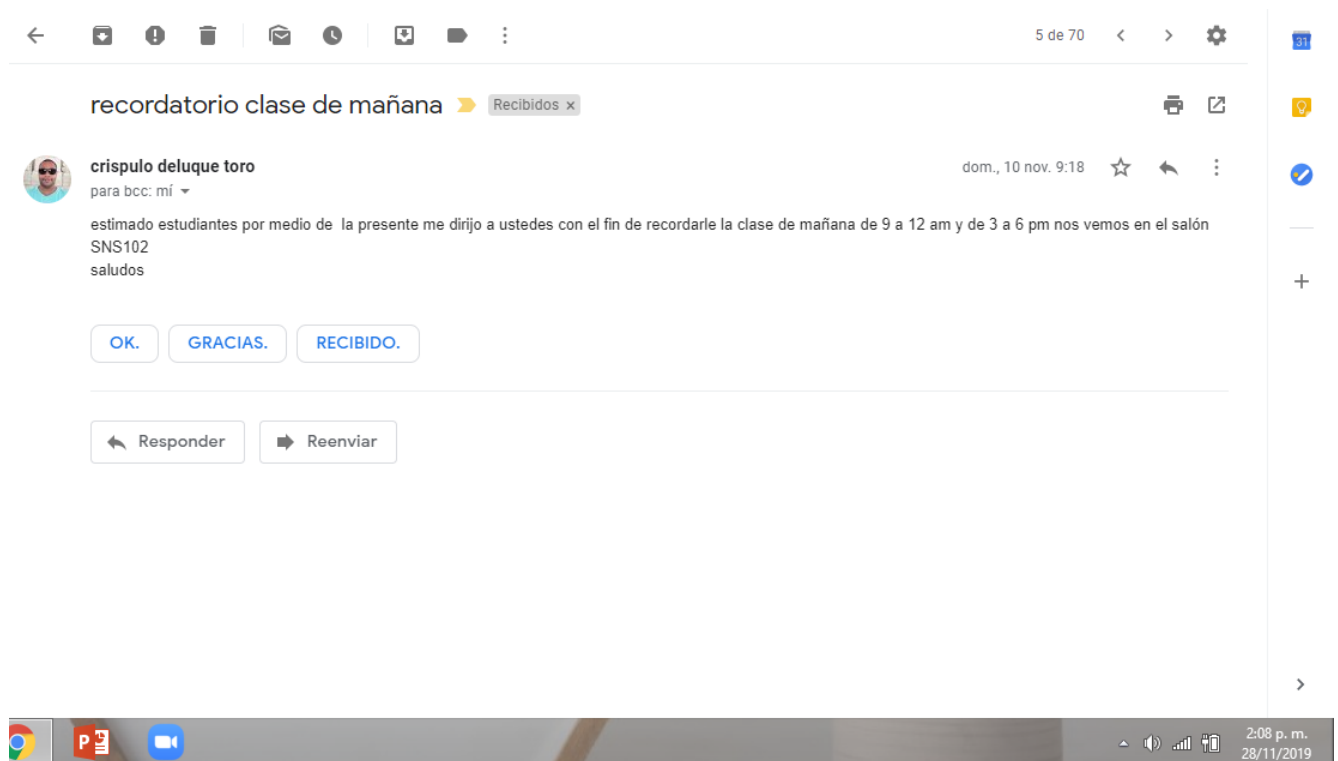 5 de 70
31
recordatorio clase de mañana Recibidos x
crispulo deluque toro
dom., 10 nov. 9:18
para bcc: mí
estimado estudiantes por medio de la presente me dirijo a ustedes con el fin de recordarle la clase de mañana de 9 a 12 am y de 3 a 6 pm nos vemos en el salón
SNS102
saludos
OK. GRACIAS. RECIBIDO.
Responder Reenviar
P
2:08 p. m.
28/11/2019